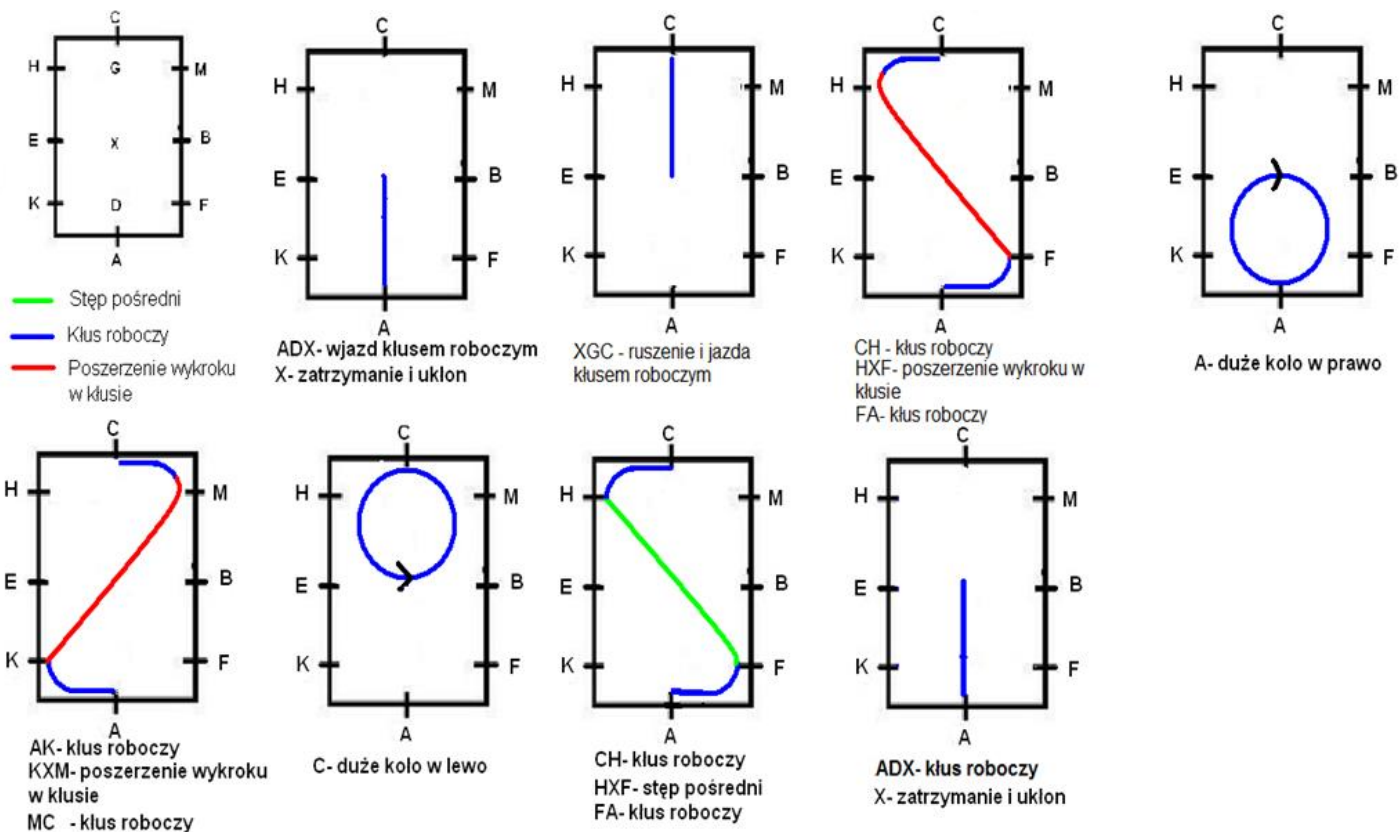 C
H
G
M
E
X
B
K
D
F
A
Stęp pośredni
Kłus roboczy
Poszerzenie wykroku
w kłusie
C
H
M
E
B
K
F
A
ADX- wjazd kłusem roboczym
X- zatrzymanie i ukłon
C
H
M
E
B
K
F
A
XGC - ruszenie i jazda
kłusem roboczym
C
H
M
E
B
K
F
A
CH - kłus roboczy
HXF- poszerzenie wykroku w
kłusie
FA- kłus roboczy
C
H
M
E
B
K
F
A
A- duże koło w prawo
C
H
M
E
B
K
F
A
AK- kłus roboczy
KXM- poszerzenie wykroku
w kłusie
MC - kłus roboczy
C
H
M
E
B
K
F
A
C- duże koło w lewo
C
H
M
E
B
K
F
A
CH- kłus roboczy
HXF- stęp pośredni
FA- kłus roboczy
C
H
M
E
B
K
F
A
ADX- kłus roboczy
X- zatrzymanie i ukłon